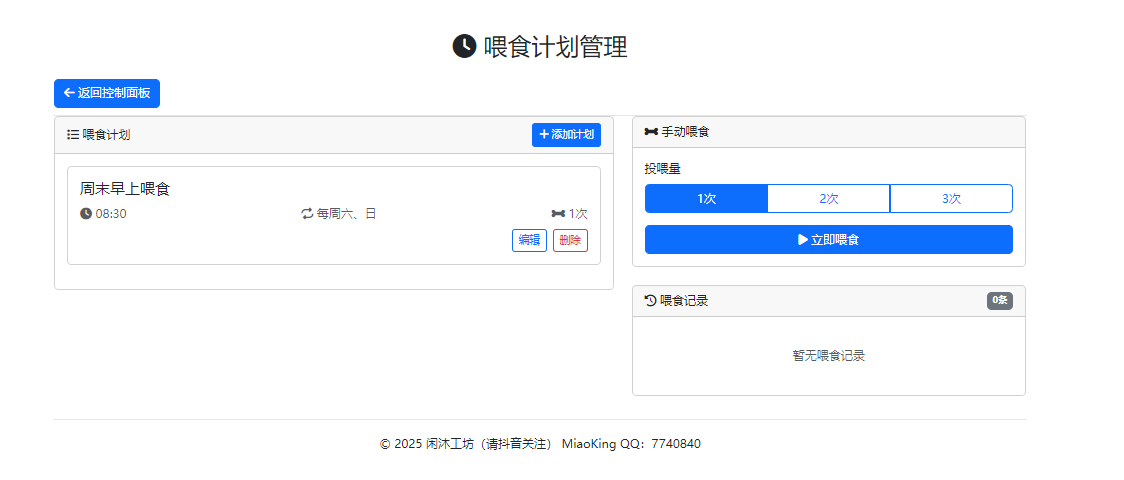 喂食计划管理
返回控制面板
喂食计划
添加计划
周末早上喂食
08:30
每周六、日
1次
编辑
删除
手动喂食
投喂量
1次
2次
3次
立即喂食
喂食记录
0条
暂无喂食记录
© 2025 闲沐工坊（请抖音关注） MiaoKing QQ：7740840